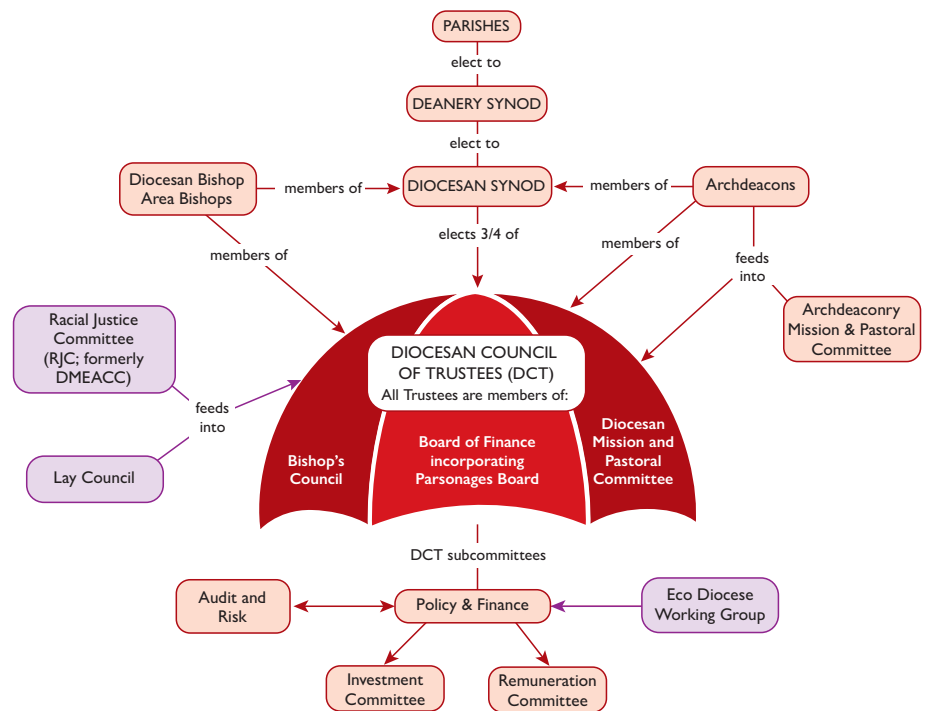 PARISHES
elect to
DEANERY SYNOD
elect to
Diocesan Bishop
Area Bishops
members of
DIOCESAN SYNOD
members of
Archdeacons
elects 3/4 of
members of
members of
feeds
into
Racial Justice
Committee
(RJC; formerly
DMEACC)
Archdeaconry
Mission & Pastoral
Committee
DIOCESAN COUNCIL
OF TRUSTEES (DCT)
All Trustees are members of:
feeds
into
Lay Council
Bishop's
Council
Board of Finance
incorporating
Parsonages Board
Diocesan
Mission and
Pastoral
Committee
DCT subcommittees
Audit and
Risk
Policy & Finance
Eco Diocese
Working Group
Investment
Committee
Remuneration
Committee